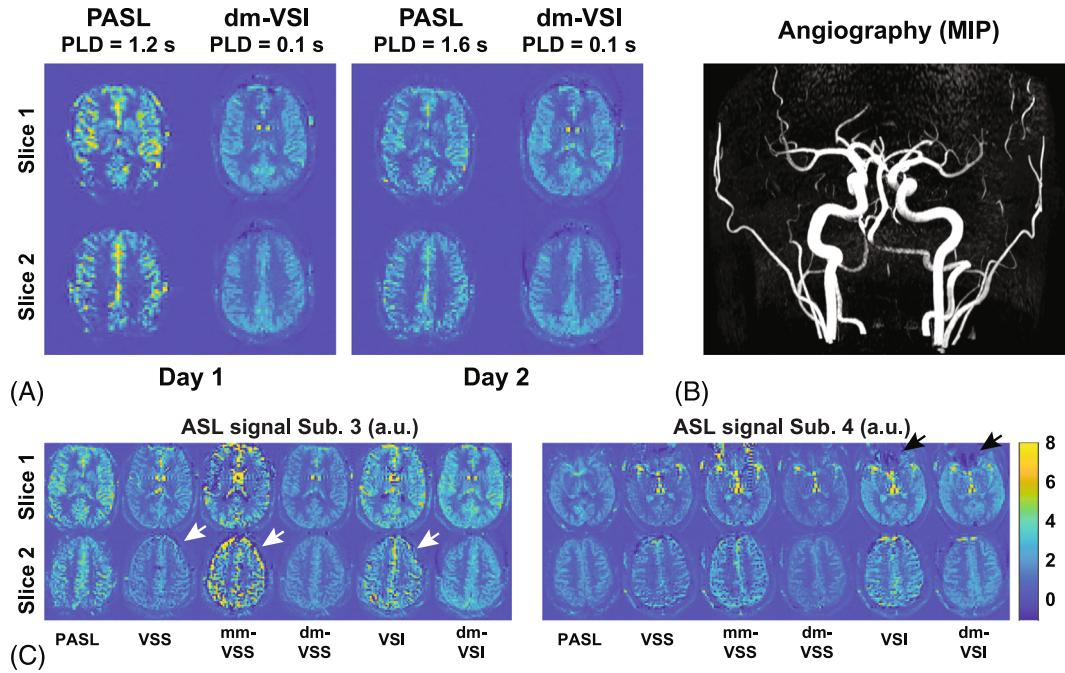 PASL
PLD = 1.2 s
dm-VSI
PLD = 0.1 s
PASL
PLD = 1.6 s
dm-VSI
PLD = 0.1 s
Angiography (MIP)
Slice 1
Slice 2
(A)
Day 1
Day 2
(B)
ASL signal Sub. 3 (a.u.)
ASL signal Sub. 4 (a.u.)
Slice 1
Slice 2
8
6
4
2
0
PASL
VSS
mm-
VSS
dm-
VSS
VSI
dm-
VSI
PASL
VSS
mm-
VSS
dm-
VSS
VSI
dm-
VSI
(C)